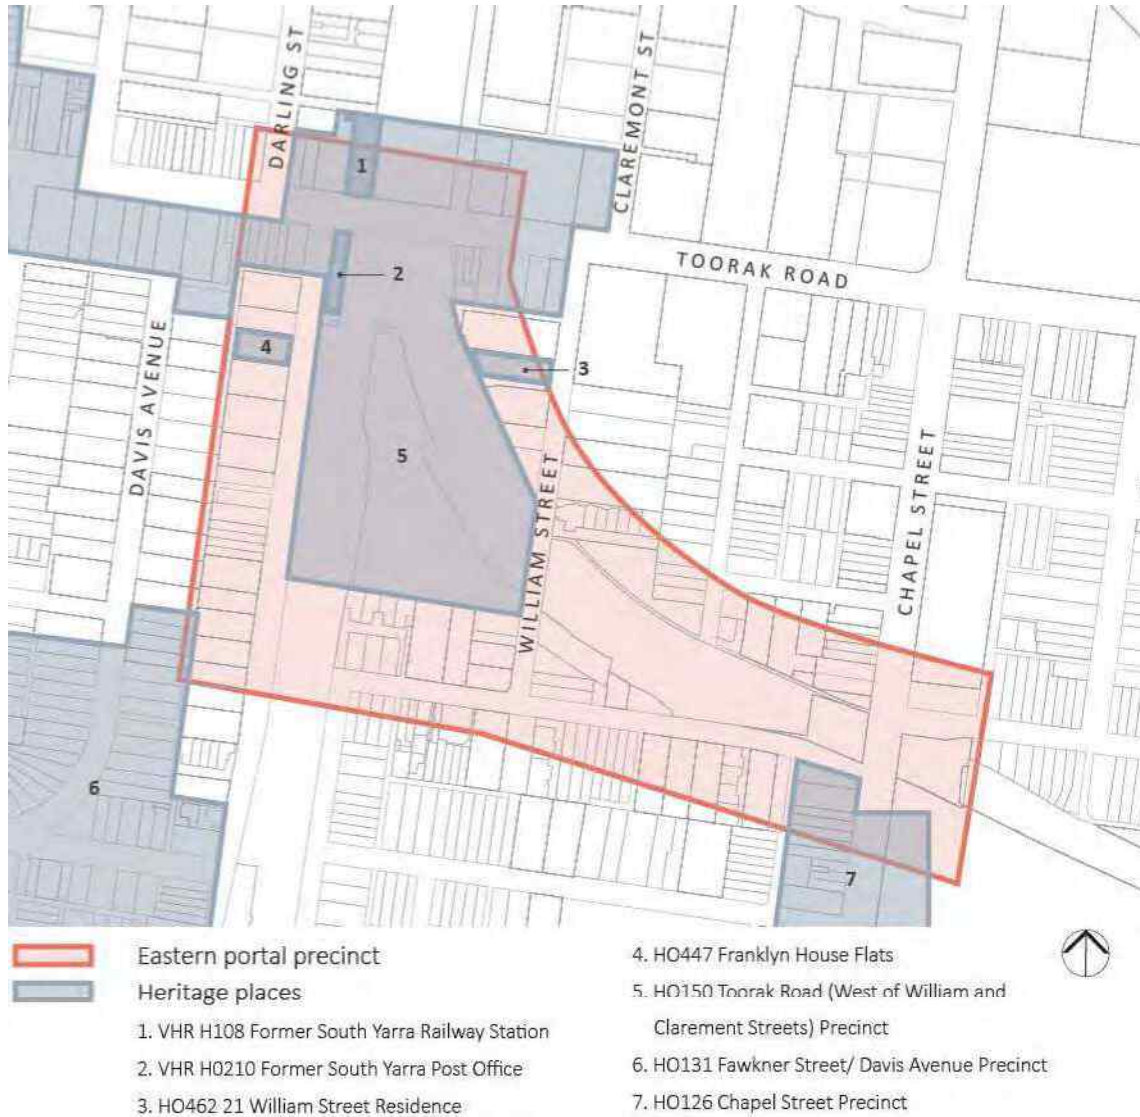 DARLING ST
CLAREMONT ST
1
TOORAK ROAD
2
DAVIS AVENUE
4
3
5
WILLIAM STREET
CHAPEL STREET
6
7
Eastern portal precinct
Heritage places
1. VHR H108 Former South Yarra Railway Station
2. VHR H0210 Former South Yarra Post Office
3. HO462 21 William Street Residence
4. HO447 Franklyn House Flats
5. HO150 Toorak Road (West of William and
Clarement Streets) Precinct
6. HO131 Fawkner Street/ Davis Avenue Precinct
7. HO126 Chapel Street Precinct